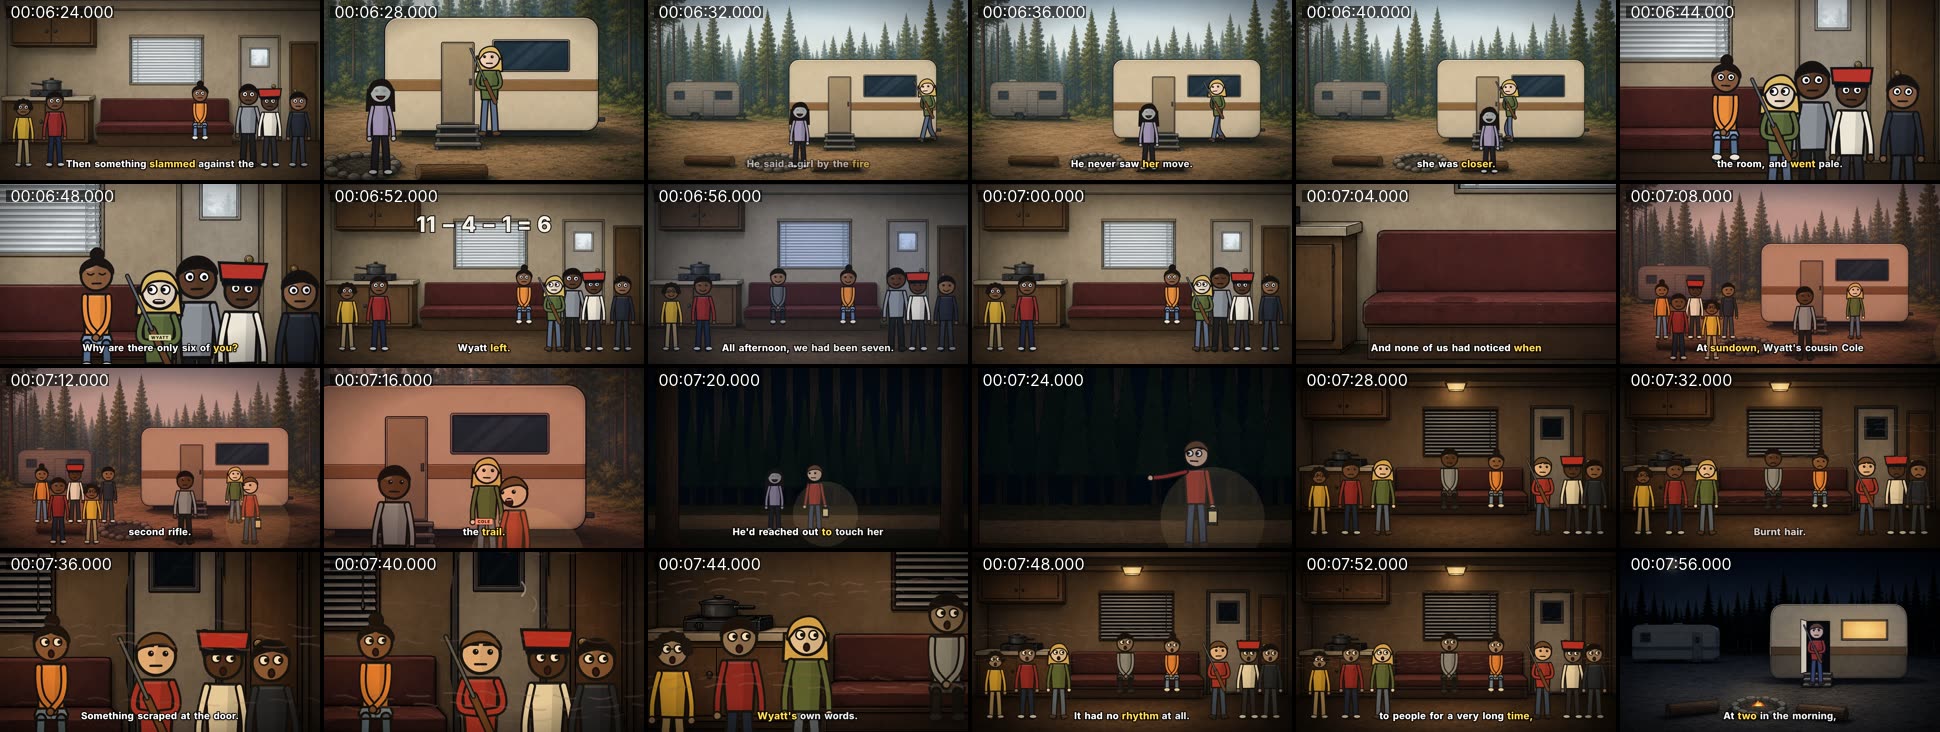 00:06:24.000
Then something slammed against the
00:06:28.000
00:06:32.000
He said a girl by the fire
00:06:36.000
He never saw her move.
00:06:40.000
she was closer.
00:06:44.000
the room, and went pale.
00:06:48.000
WYATT
Why are there only six of you?
00:06:52.000
11 – 4 – 1 = 6
Wyatt left.
00:06:56.000
All afternoon, we had been seven.
00:07:00.000
00:07:04.000
And none of us had noticed when
00:07:08.000
At sundown, Wyatt's cousin Cole
00:07:12.000
second rifle.
00:07:16.000
COLE
the trail.
00:07:20.000
He'd reached out to touch her
00:07:24.000
00:07:28.000
00:07:32.000
Burnt hair.
00:07:36.000
Something scraped at the door.
00:07:40.000
00:07:44.000
Wyatt's own words.
00:07:48.000
It had no rhythm at all.
00:07:52.000
to people for a very long time,
00:07:56.000
At two in the morning,